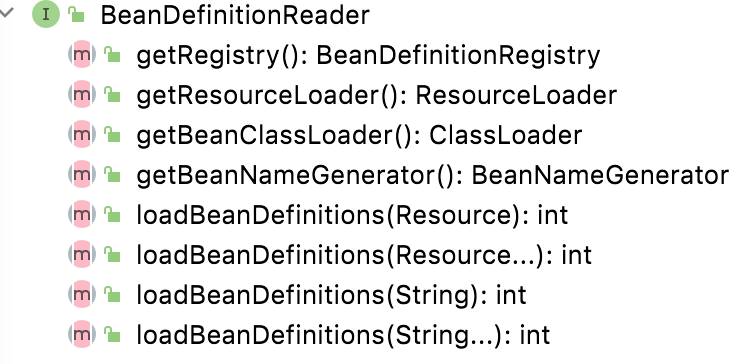 I BeanDefinitionReader
m getRegistry(): BeanDefinitionRegistry
m getResourceLoader(): ResourceLoader
m getBeanClassLoader(): ClassLoader
m getBeanNameGenerator(): BeanNameGenerator
m loadBeanDefinitions(Resource): int
m loadBeanDefinitions(Resource...): int
m loadBeanDefinitions(String): int
m loadBeanDefinitions(String...): int